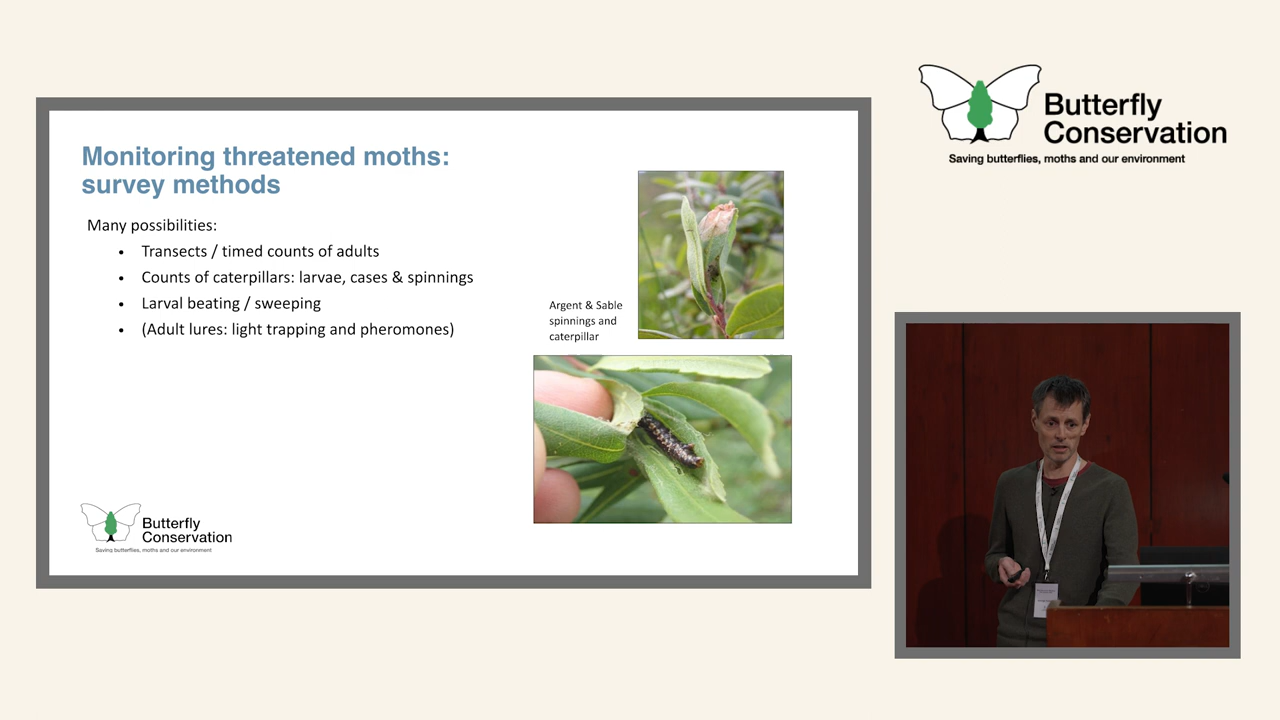 Monitoring threatened moths:
survey methods
Many possibilities:
• Transects / timed counts of adults
• Counts of caterpillars: larvae, cases & spinnings
• Larval beating / sweeping
• (Adult lures: light trapping and pheromones)
Argent & Sable
spinnings and
caterpillar
Butterfly
Conservation
Saving butterflies, moths and our environment
Butterfly
Conservation
Saving butterflies, moths and our environment